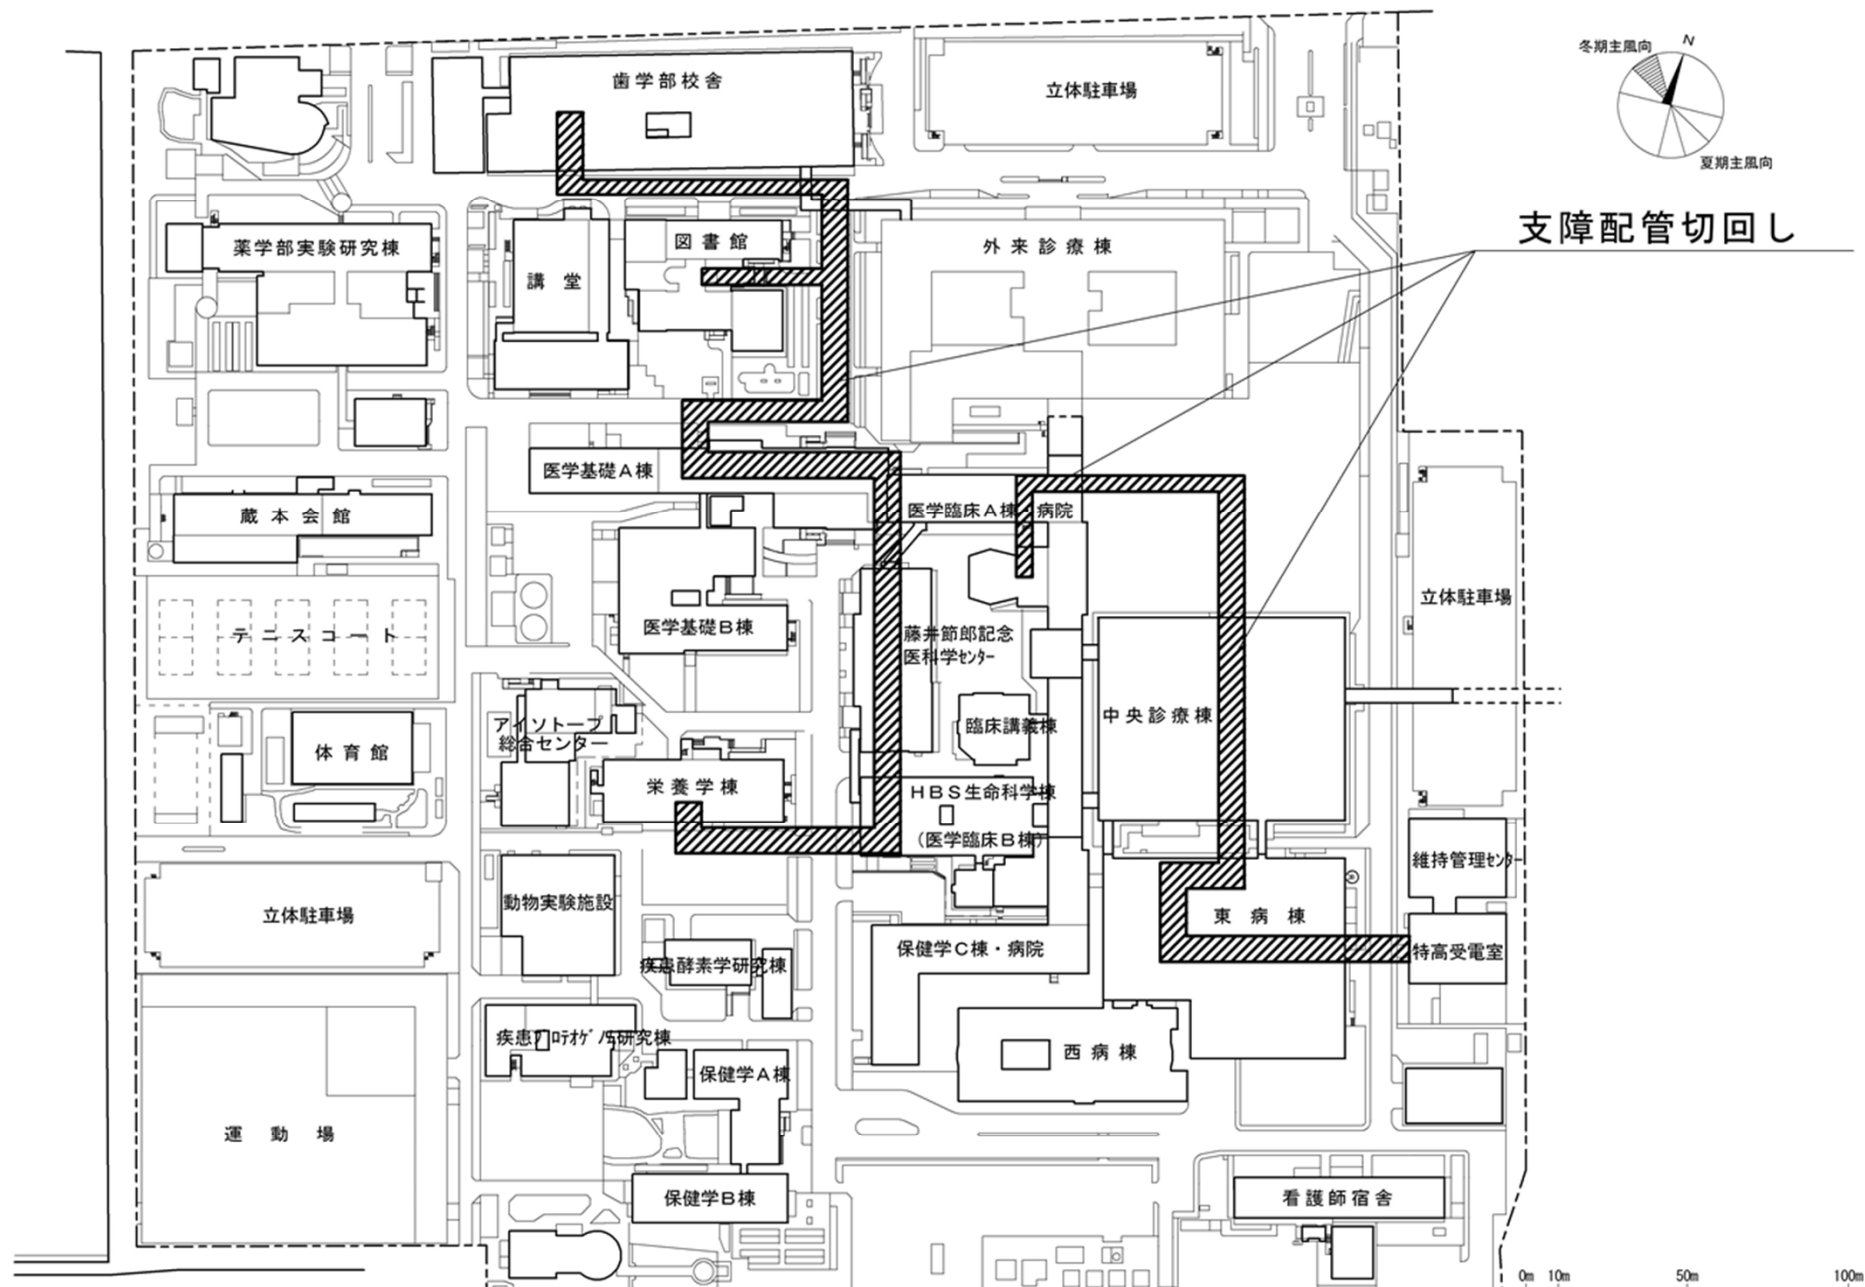 冬期主風向
N
夏期主風向
歯学部校舎
立体駐車場
支障配管切回し
薬学部実験研究棟
講堂
図書館
外来診療棟
医学基礎A棟
医学臨床A棟・病院
蔵本会館
立体駐車場
テニスコート
医学基礎B棟
藤井節郎記念
医科学センター
アイソトープ
総合センター
臨床講義棟
中央診療棟
体育館
栄養学棟
HBS生命科学棟
(医学臨床B棟)
維持管理センター
立体駐車場
動物実験施設
東病棟
特高受電室
保健学C棟・病院
疾患酵素学研究棟
疾患プロテオゲノム研究棟
西病棟
保健学A棟
運動場
保健学B棟
看護師宿舎
0m 10m 50m 100m